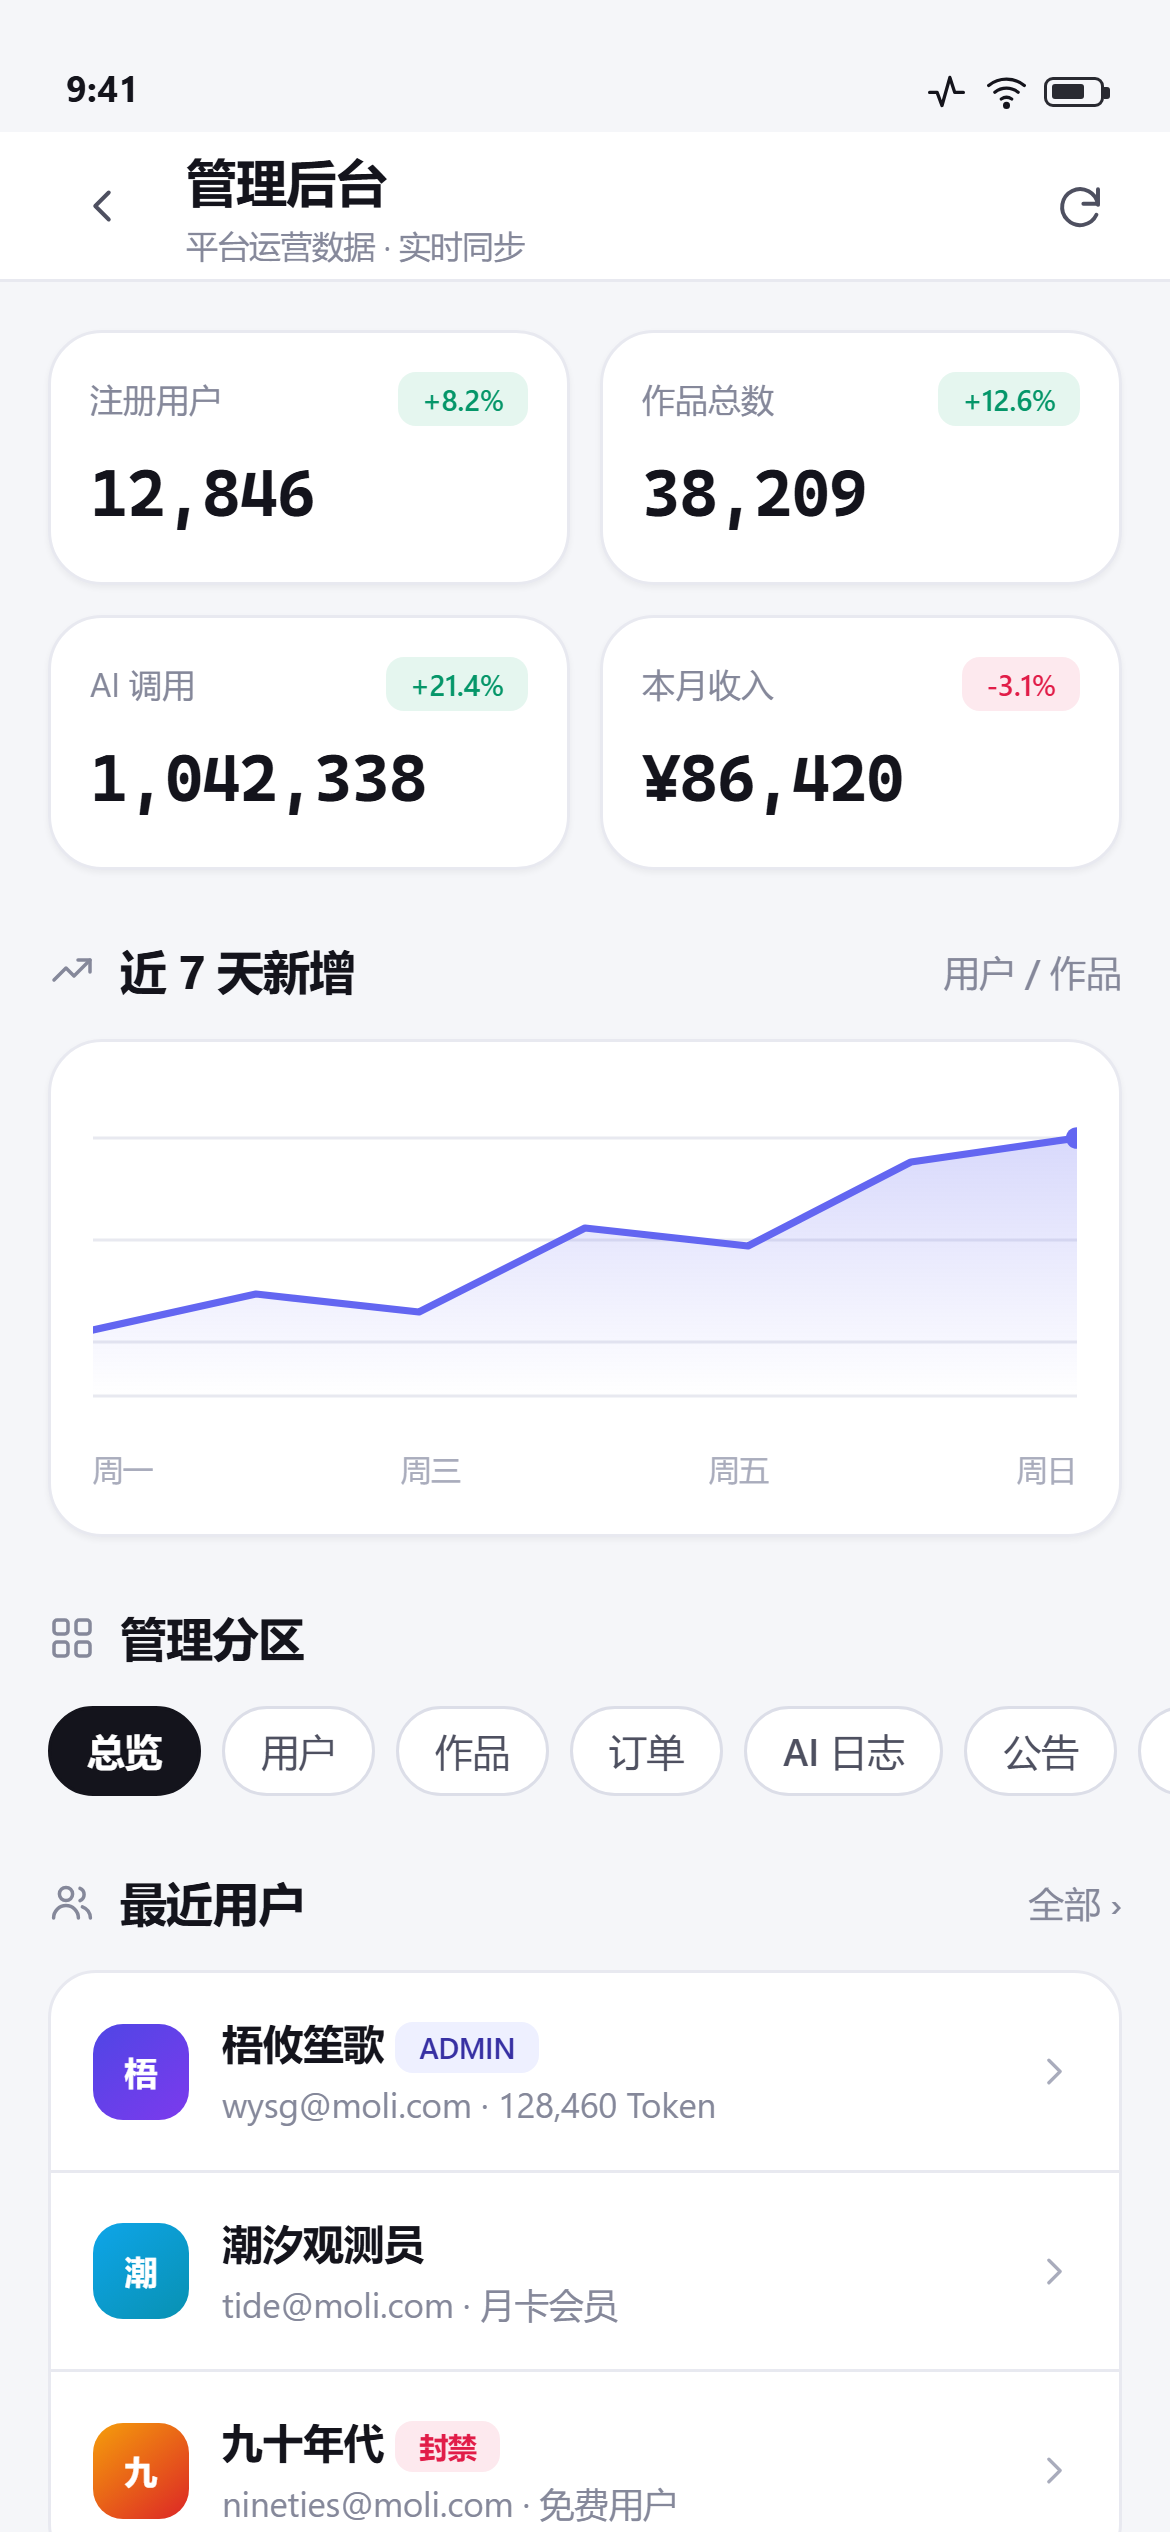 9:41
管理后台
平台运营数据 · 实时同步
注册用户 +8.2%
12,846
作品总数 +12.6%
38,209
AI 调用 +21.4%
1,042,338
本月收入 -3.1%
¥86,420
近 7 天新增
用户 / 作品
周一 周三 周五 周日
管理分区
总览 用户 作品 订单 AI 日志 公告
最近用户
全部 ›
梧
梧攸笙歌 ADMIN
wysg@moli.com · 128,460 Token
潮
潮汐观测员
tide@moli.com · 月卡会员
九
九十年代 封禁
nineties@moli.com · 免费用户